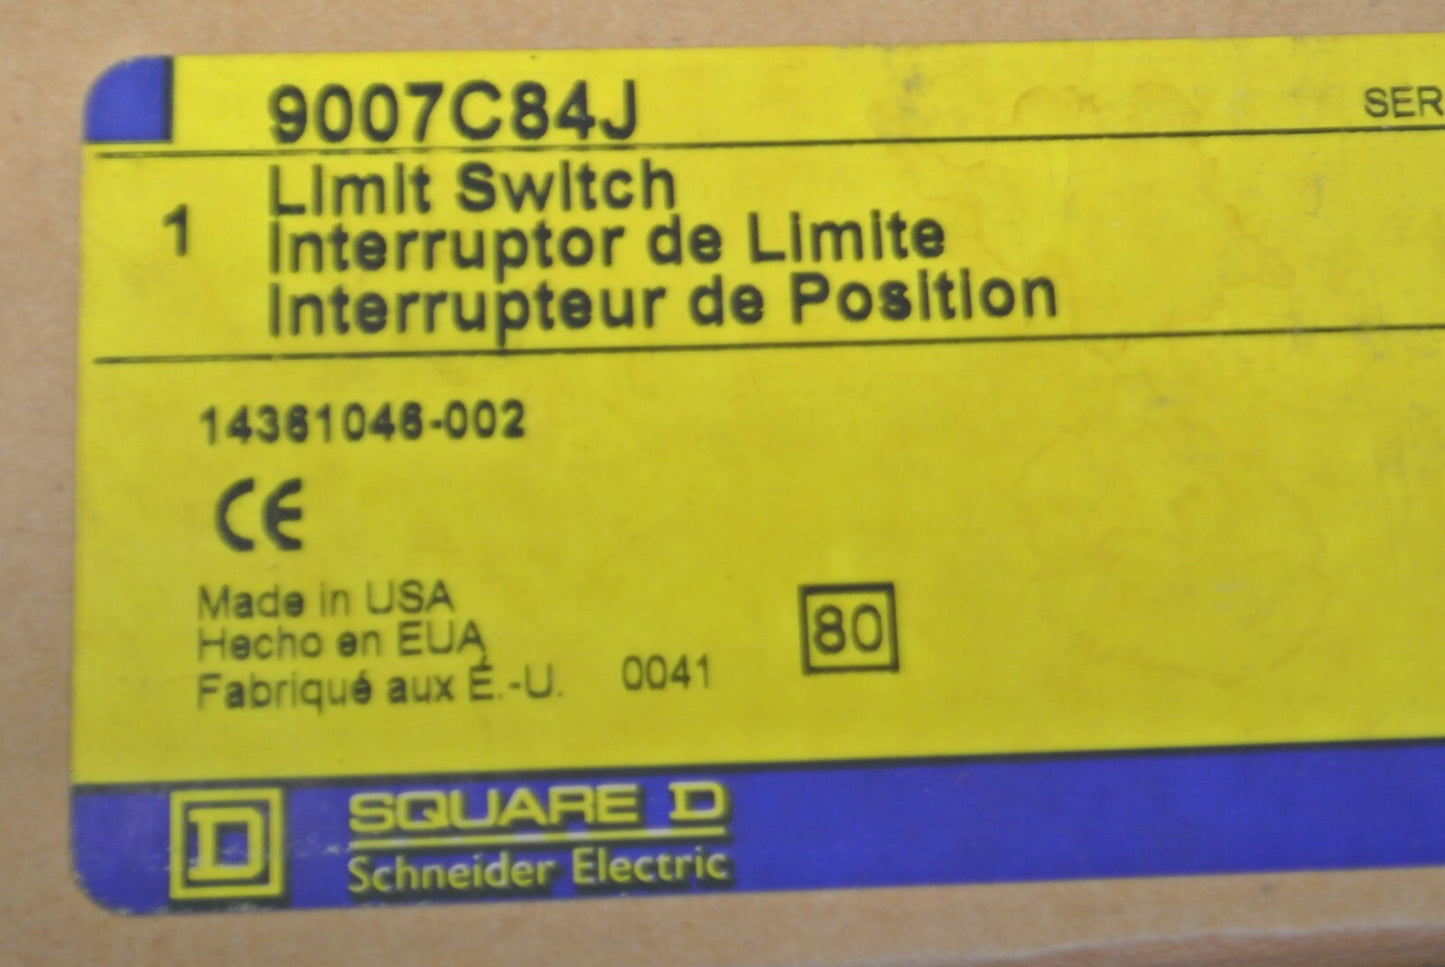 9007C84J SER
1 Limit Switch
Interruptor de Limite
Interrupteur de Position
14361046-002
CE
Made in USA
Hecho en EUA
Fabriqué aux É.-U. 0041 80
D SQUARE D
Schneider Electric